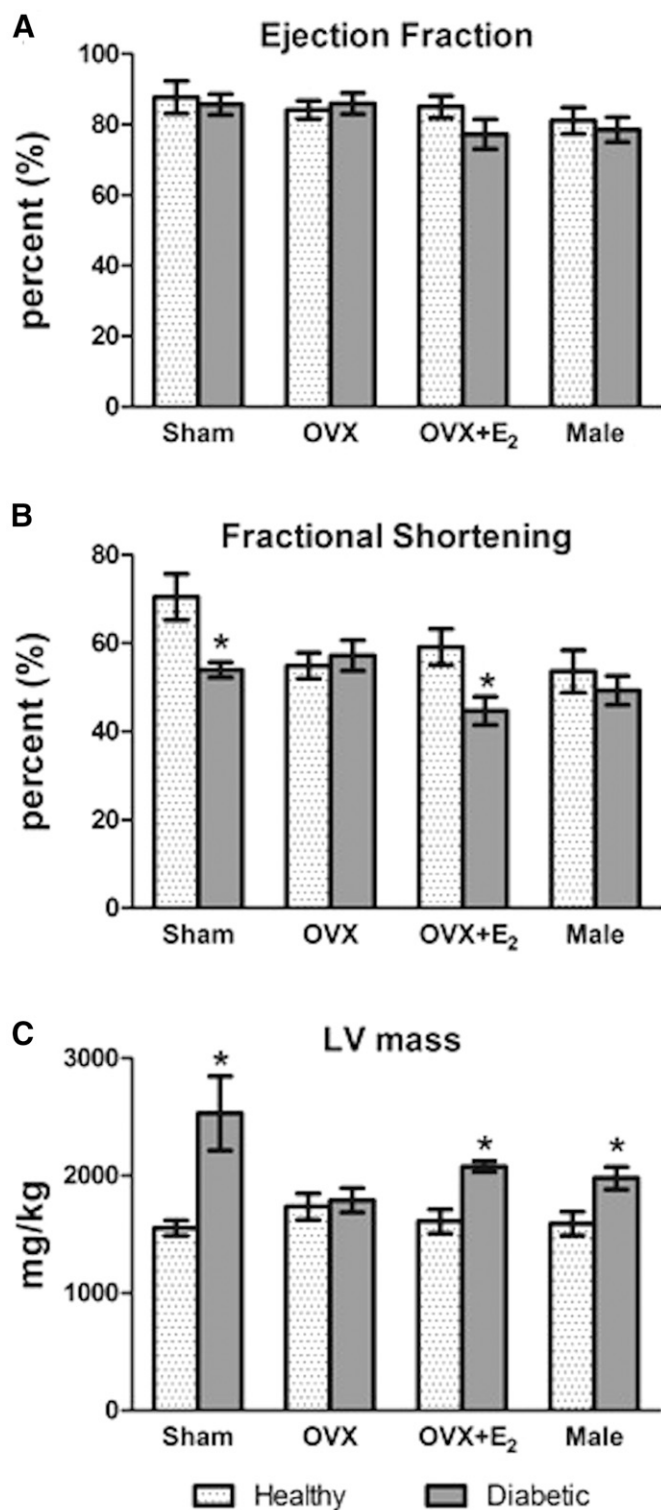 A
Ejection Fraction
percent (%)
100
80
60
40
20
0
Sham OVX OVX+E₂ Male
B
Fractional Shortening
percent (%)
80
60
40
20
0
*
*
Sham OVX OVX+E₂ Male
C
LV mass
mg/kg
3000
2000
1000
0
*
*
*
Sham OVX OVX+E₂ Male
Healthy Diabetic